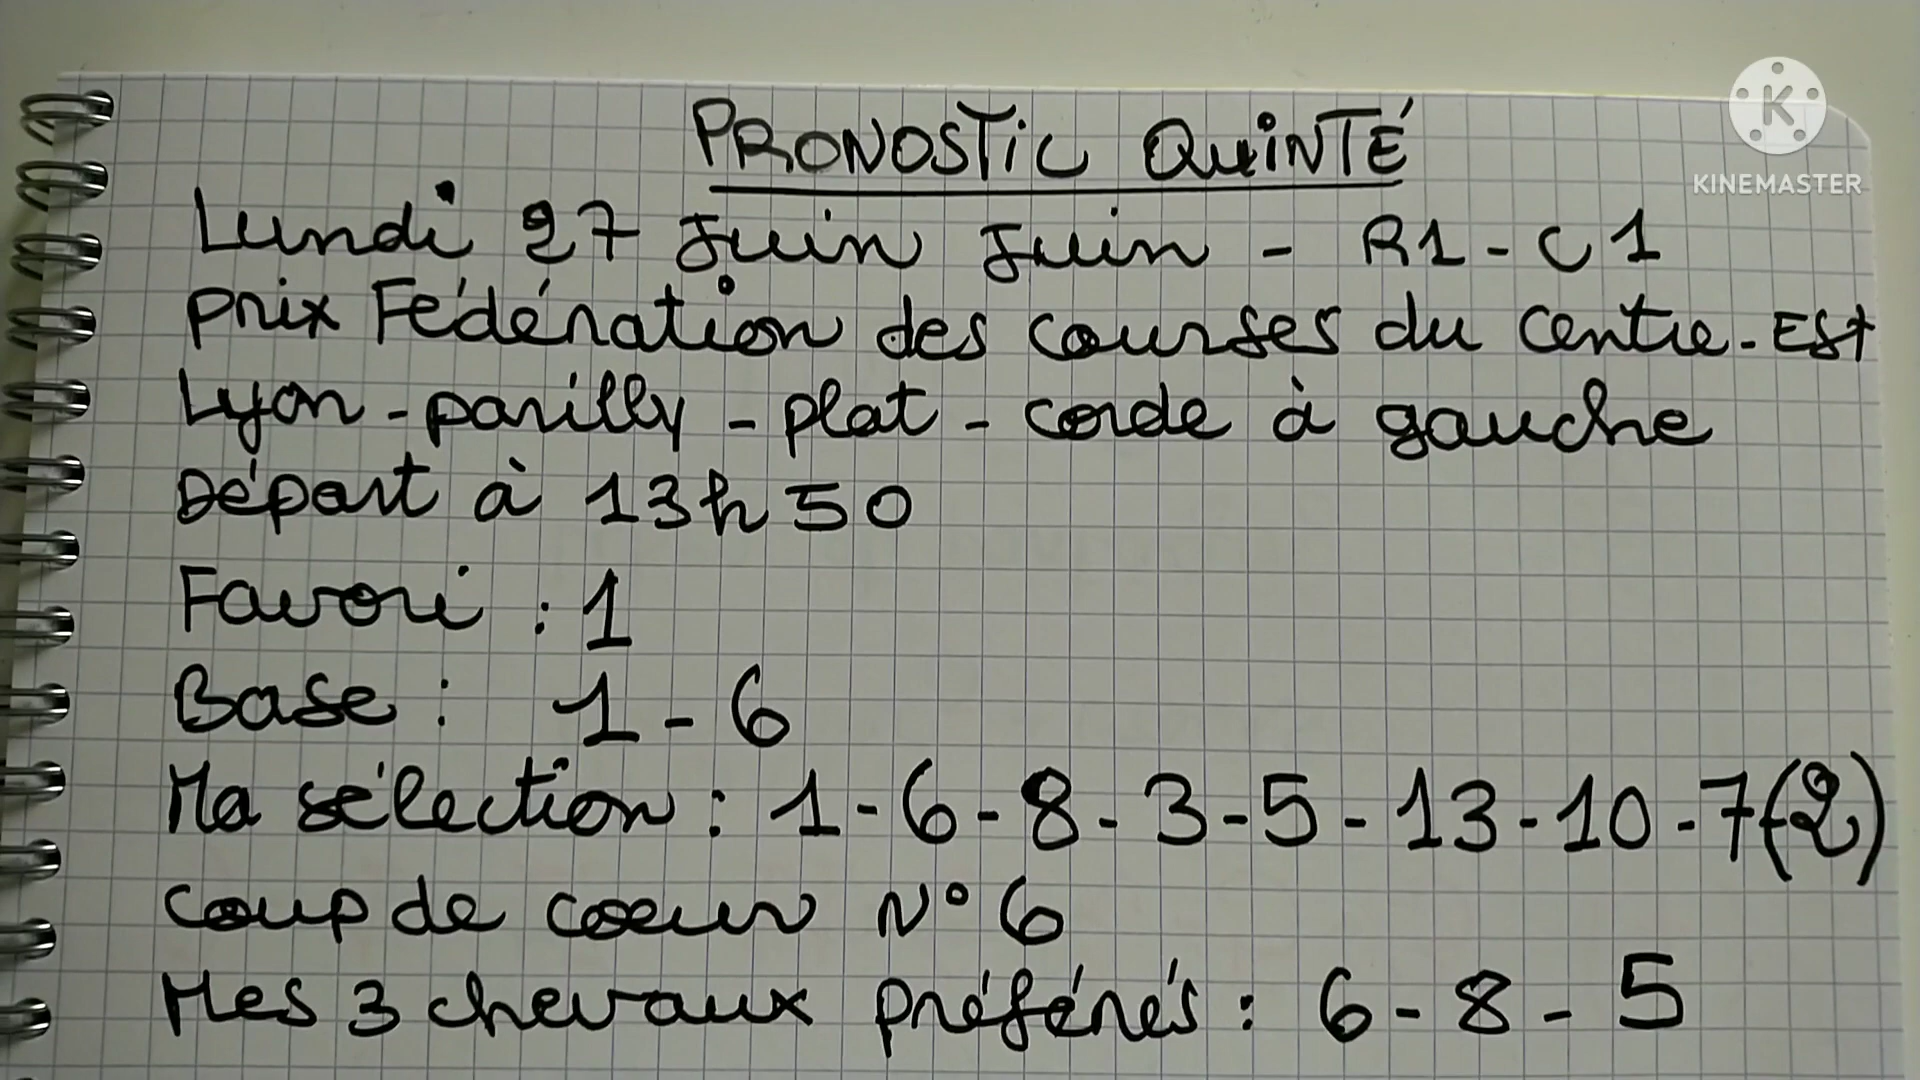 PRONOSTIC QUINTÉ
KINEMASTER
Lundi 27 Juin Juin - R1 - C1
Prix Fédération des courses du Centre-Est
Lyon - parilly - plat - corde à gauche
Départ à 13h50
Favori : 1
Base : 1 - 6
Ma sélection : 1 - 6 - 8 - 3 - 5 - 13 - 10 - 7 (2)
coup de coeur N° 6
Mes 3 chevaux préférés : 6 - 8 - 5